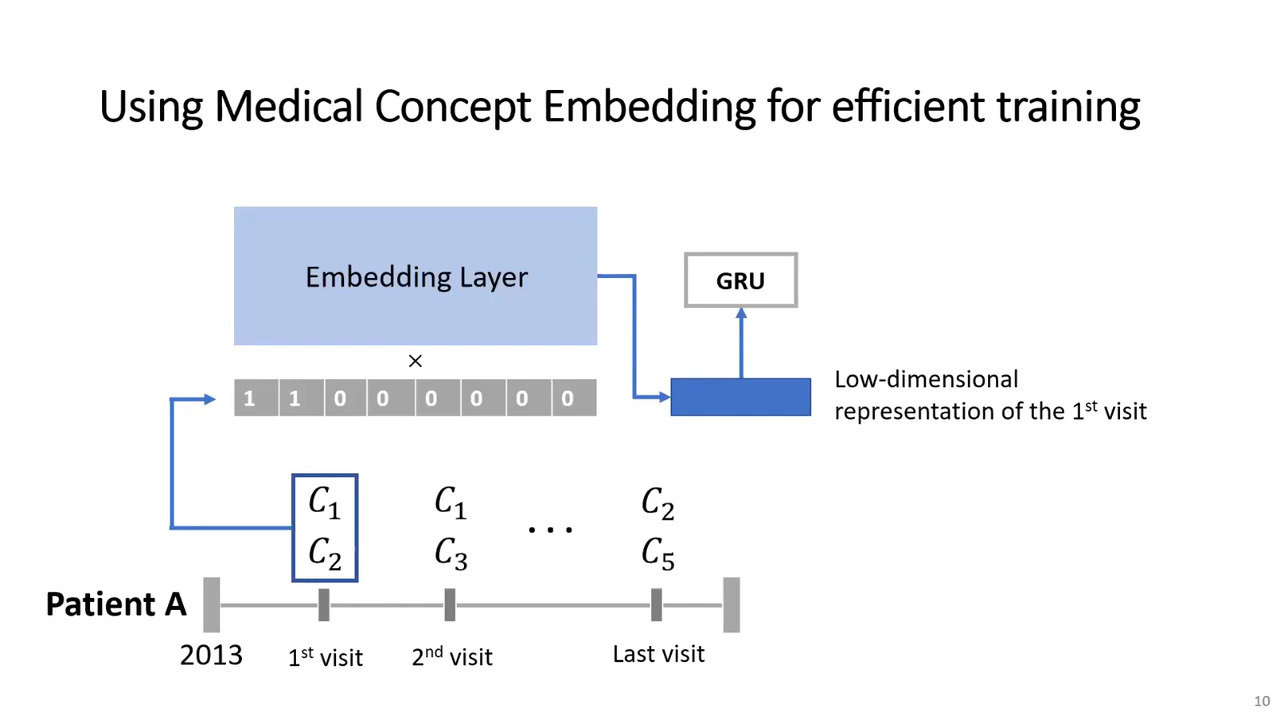 Using Medical Concept Embedding for efficient training
Embedding Layer
GRU
×
1 1 0 0 0 0 0 0
Low-dimensional
representation of the 1st visit
C1 C1 ... C2
C2 C3 C5
Patient A
2013 1st visit 2nd visit Last visit
10